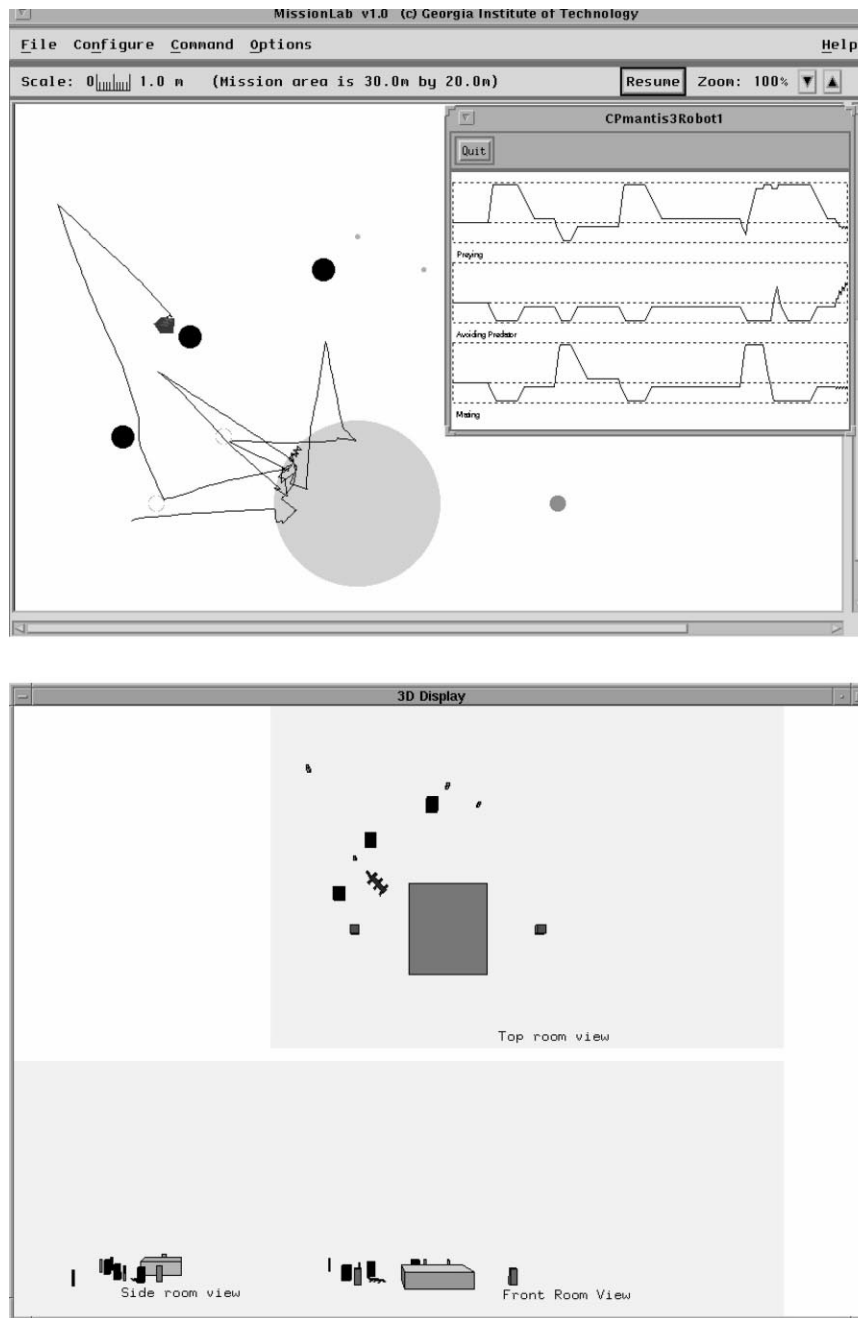 MissionLab v1.0 (c) Georgia Institute of Technology
File Configure Command Options Help
Scale: 0 1.0 m (Mission area is 30.0m by 20.0m) Resume Zoom: 100%
CPmantis3Robot1
Quit
Preying
Avoiding Predator
Mating
3D Display
Top room view
Side room view
Front Room View